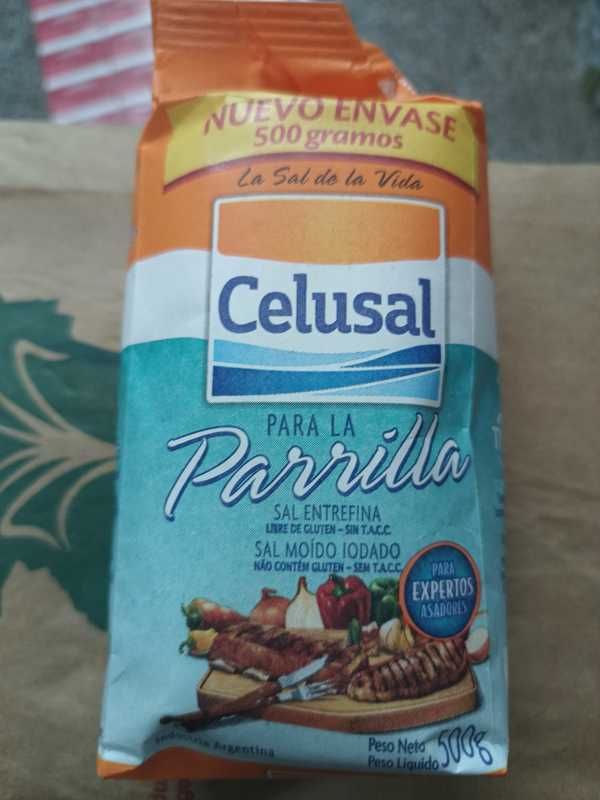 NUEVO ENVASE
500 gramos
La Sal de la Vida
Celusal
PARA LA
Parrilla
SAL ENTREFINA
LIBRE DE GLUTEN - SIN T.A.C.C.
SAL MOÍDO IODADO
NÃO CONTÉM GLUTEN - SEM T.A.C.C.
PARA
EXPERTOS
ASADORES
Industria Argentina
Peso Neto
Peso Líquido 500g